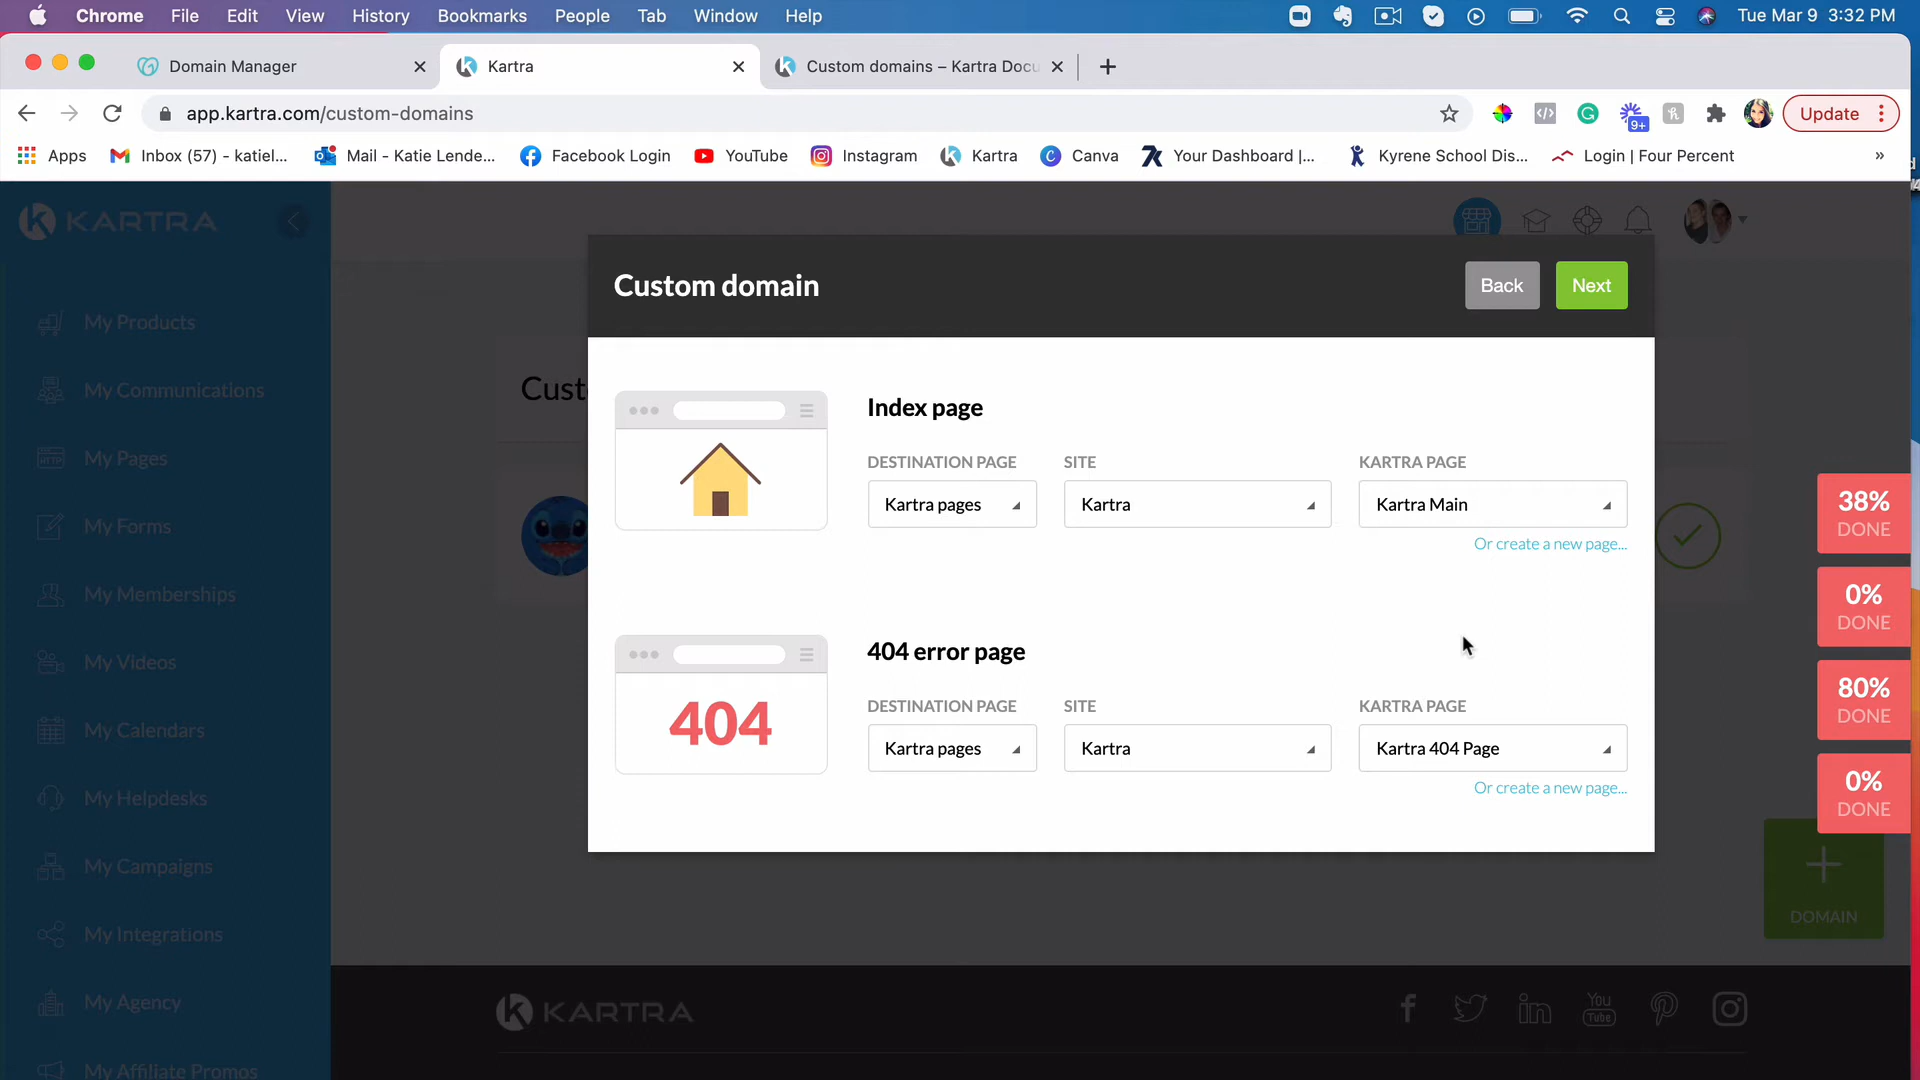 Chrome File Edit View History Bookmarks People Tab Window Help Tue Mar 9 3:32 PM
Domain Manager Kartra Custom domains – Kartra Docu
app.kartra.com/custom-domains 9+ Update
Apps Inbox (57) - katiel... Mail - Katie Lende... Facebook Login YouTube Instagram Kartra Canva Your Dashboard |... Kyrene School Dis... Login | Four Percent »
KARTRA
Custom domain Back Next
My Products
My Communications
Cust
Index page
DESTINATION PAGE SITE KARTRA PAGE
My Pages
Kartra pages Kartra Kartra Main
38%
DONE
My Forms
Or create a new page...
My Memberships
0%
DONE
404 error page
My Videos
80%
DONE
DESTINATION PAGE SITE KARTRA PAGE
404
My Calendars
Kartra pages Kartra Kartra 404 Page
0%
DONE
My Helpdesks
Or create a new page...
My Campaigns
DOMAIN
My Integrations
My Agency
KARTRA You Tube
My Affiliate Promos